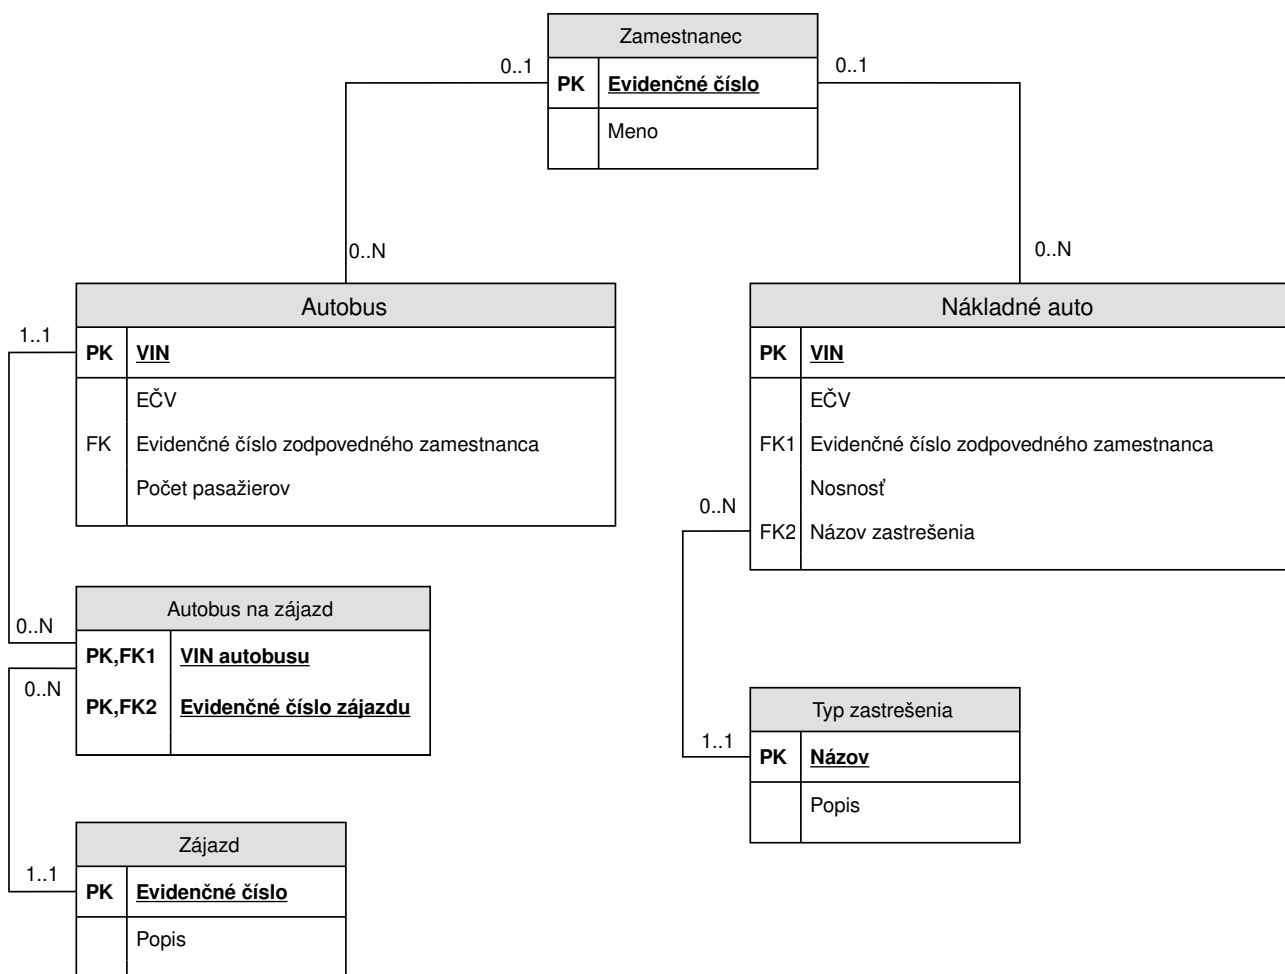 Zamestnanec
0..1
0..1
PK Evidenčné číslo
Meno
0..N
0..N
Autobus
1..1
PK VIN
EČV
FK Evidenčné číslo zodpovedného zamestnanca
Počet pasažierov
Nákladné auto
PK VIN
EČV
FK1 Evidenčné číslo zodpovedného zamestnanca
Nosnosť
0..N
FK2 Názov zastrešenia
Autobus na zájazd
0..N
PK,FK1 VIN autobusu
0..N
PK,FK2 Evidenčné číslo zájazdu
Typ zastrešenia
1..1
PK Názov
Popis
Zájazd
1..1
PK Evidenčné číslo
Popis